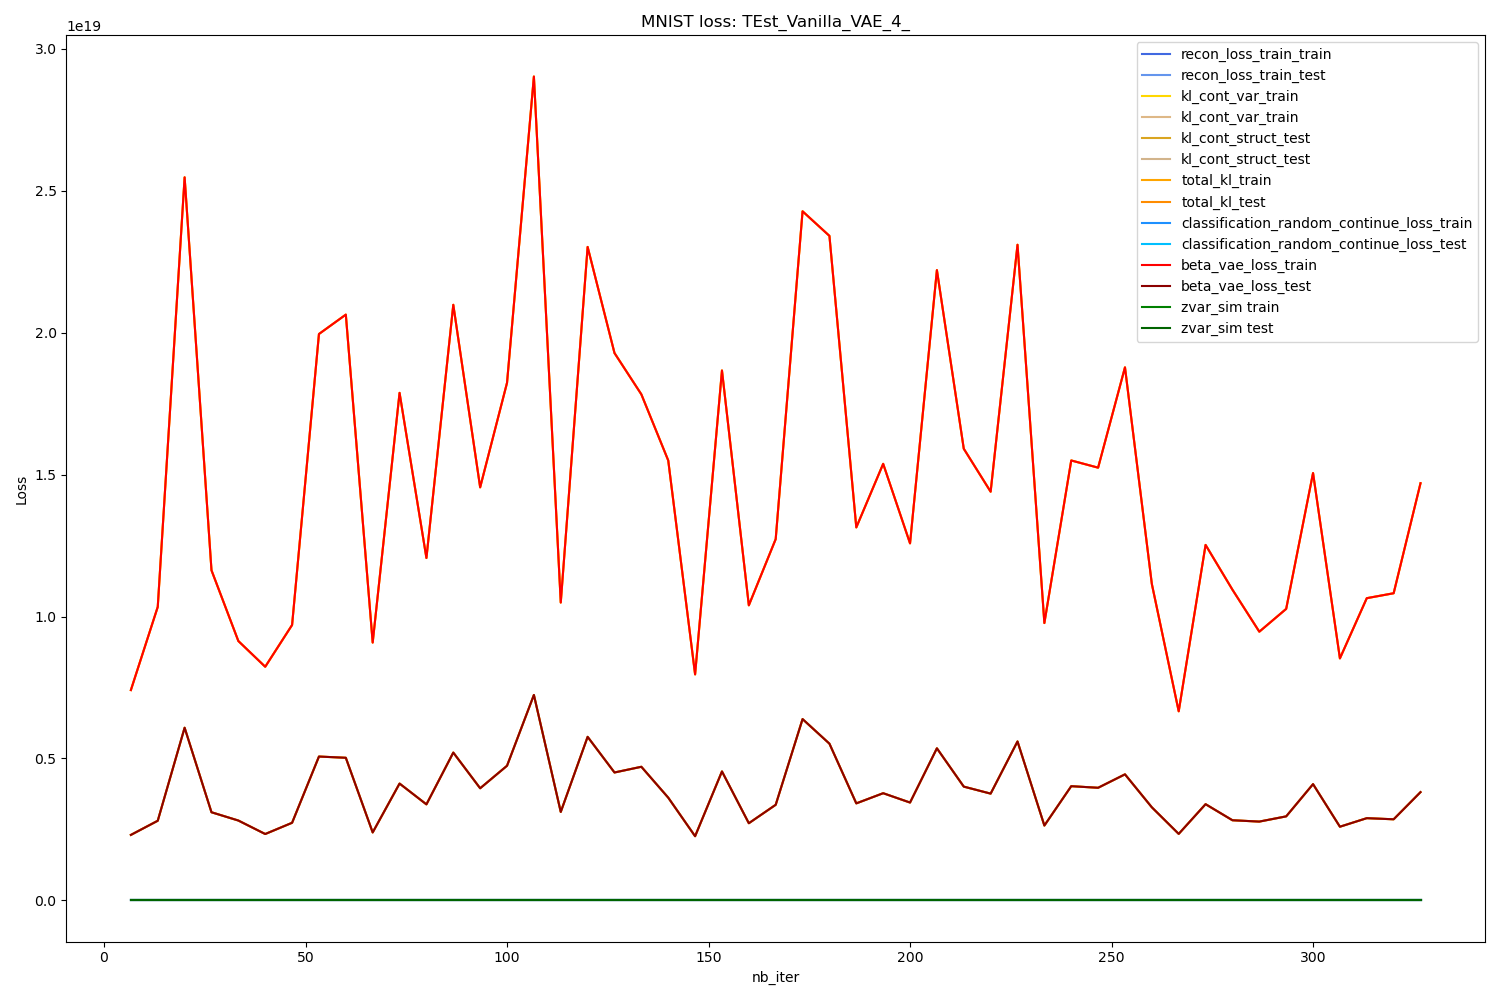 MNIST loss: TEst_Vanilla_VAE_4_
1e19
3.0
2.5
2.0
1.5
1.0
0.5
0.0
Loss
0 50 100 150 200 250 300
nb_iter
recon_loss_train_train
recon_loss_train_test
kl_cont_var_train
kl_cont_var_train
kl_cont_struct_test
kl_cont_struct_test
total_kl_train
total_kl_test
classification_random_continue_loss_train
classification_random_continue_loss_test
beta_vae_loss_train
beta_vae_loss_test
zvar_sim train
zvar_sim test